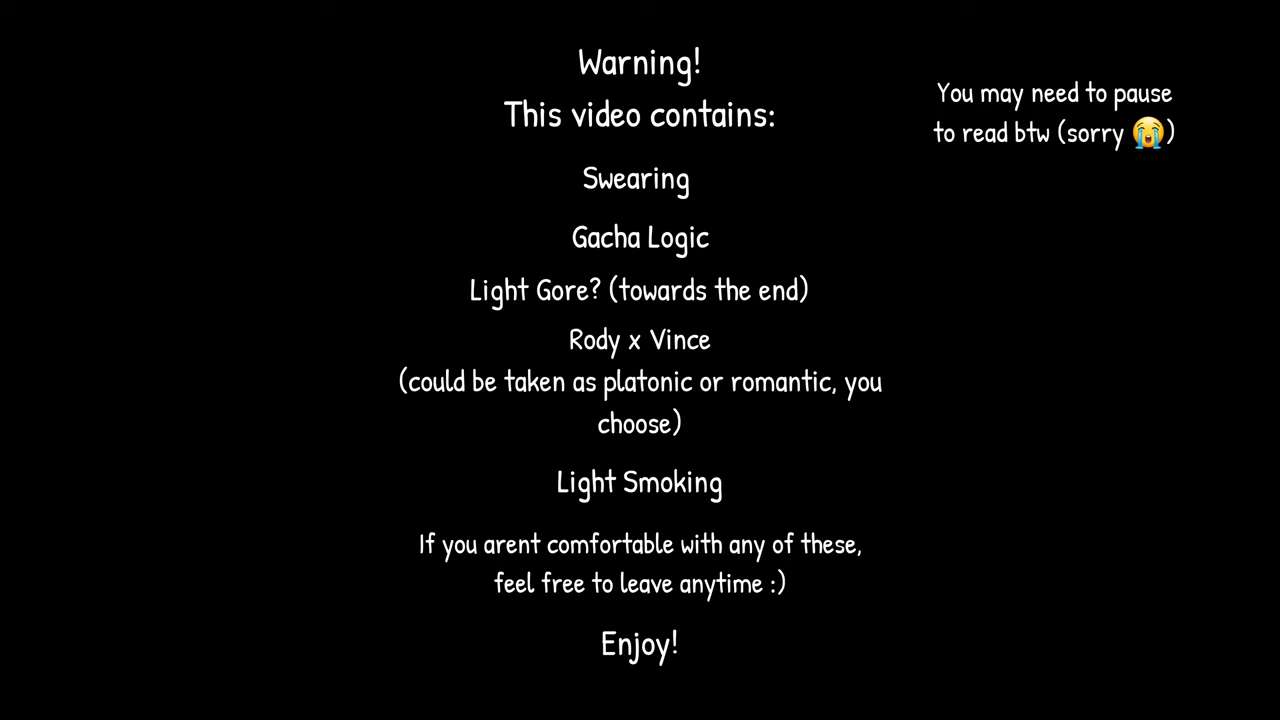 Warning!
This video contains:
You may need to pause
to read btw (sorry 😭)
Swearing
Gacha Logic
Light Gore? (towards the end)
Rody x Vince
(could be taken as platonic or romantic, you
choose)
Light Smoking
If you arent comfortable with any of these,
feel free to leave anytime :)
Enjoy!